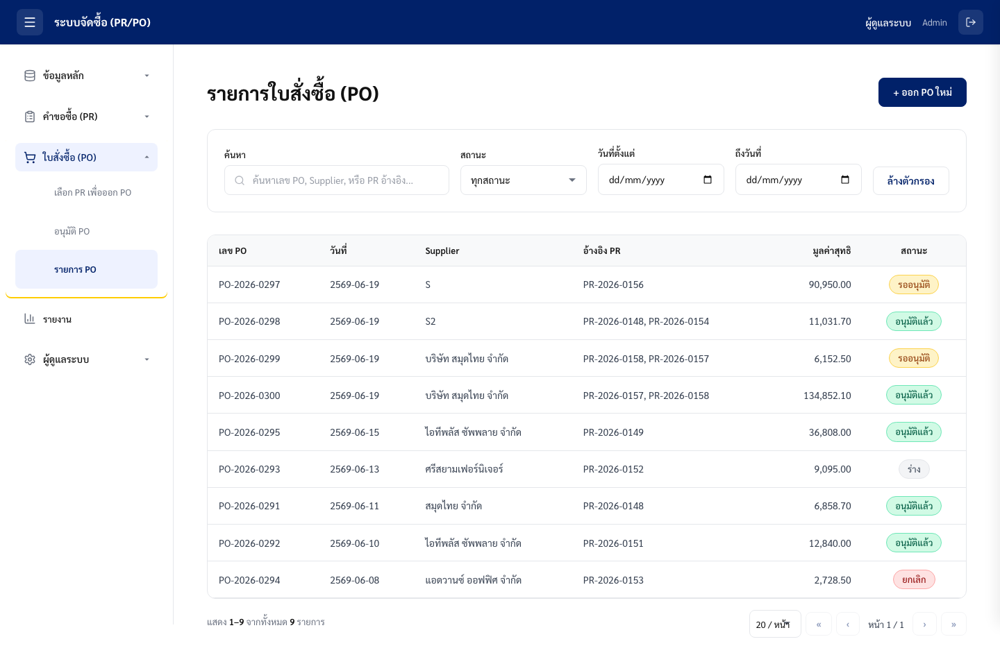 ระบบจัดซื้อ (PR/PO)
ผู้ดูแลระบบ Admin
ข้อมูลหลัก
คำขอซื้อ (PR)
ใบสั่งซื้อ (PO)
เลือก PR เพื่อออก PO
อนุมัติ PO
รายการ PO
รายงาน
ผู้ดูแลระบบ
รายการใบสั่งซื้อ (PO)
+ ออก PO ใหม่
ค้นหา สถานะ วันที่ตั้งแต่ ถึงวันที่
ค้นหาเลข PO, Supplier, หรือ PR อ้างอิง... ทุกสถานะ dd/mm/yyyy dd/mm/yyyy ล้างตัวกรอง
เลข PO วันที่ Supplier อ้างอิง PR มูลค่าสุทธิ สถานะ
PO-2026-0297 2569-06-19 S PR-2026-0156 90,950.00 รออนุมัติ
PO-2026-0298 2569-06-19 S2 PR-2026-0148, PR-2026-0154 11,031.70 อนุมัติแล้ว
PO-2026-0299 2569-06-19 บริษัท สมุดไทย จำกัด PR-2026-0158, PR-2026-0157 6,152.50 รออนุมัติ
PO-2026-0300 2569-06-19 บริษัท สมุดไทย จำกัด PR-2026-0157, PR-2026-0158 134,852.10 อนุมัติแล้ว
PO-2026-0295 2569-06-15 ไอทีพลัส ซัพพลาย จำกัด PR-2026-0149 36,808.00 อนุมัติแล้ว
PO-2026-0293 2569-06-13 ศรีสยามเฟอร์นิเจอร์ PR-2026-0152 9,095.00 ร่าง
PO-2026-0291 2569-06-11 สมุดไทย จำกัด PR-2026-0148 6,858.70 อนุมัติแล้ว
PO-2026-0292 2569-06-10 ไอทีพลัส ซัพพลาย จำกัด PR-2026-0151 12,840.00 อนุมัติแล้ว
PO-2026-0294 2569-06-08 แอดวานซ์ ออฟฟิศ จำกัด PR-2026-0153 2,728.50 ยกเลิก
แสดง 1–9 จากทั้งหมด 9 รายการ
20 / หน้า « ‹ หน้า 1 / 1 › »